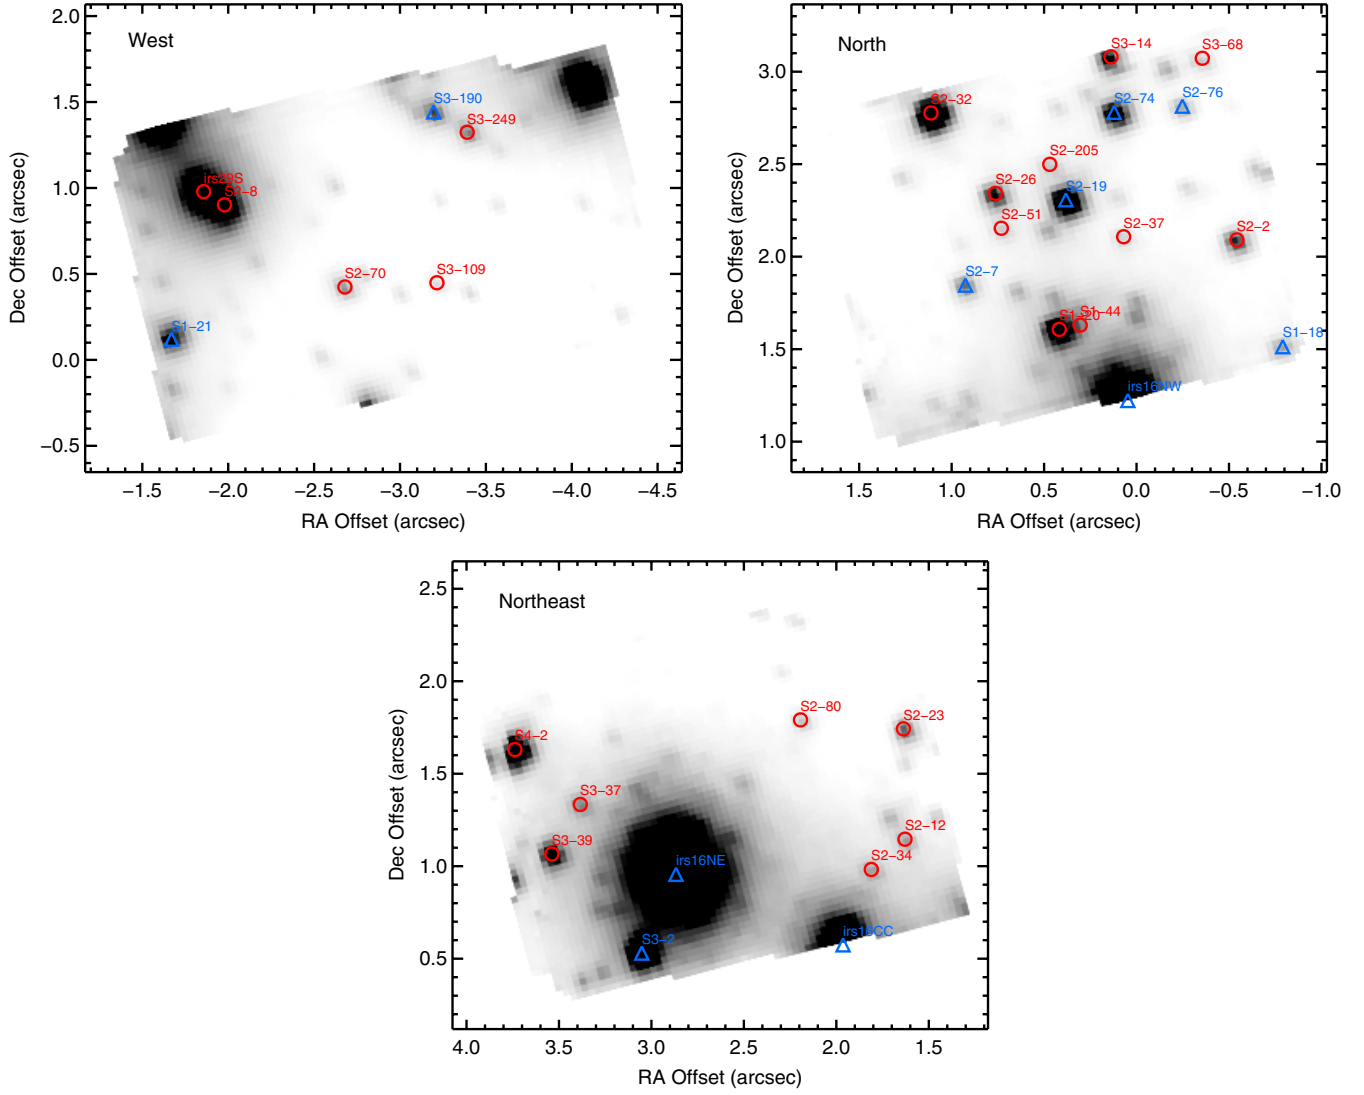 West
2.0
1.5
1.0
0.5
0.0
−0.5
Dec Offset (arcsec)
S3−190
S3−249
irs29S
S2−8
S2−70
S3−109
S1−21
−1.5 −2.0 −2.5 −3.0 −3.5 −4.0 −4.5
RA Offset (arcsec)
North
3.0
2.5
2.0
1.5
1.0
Dec Offset (arcsec)
S3−14
S3−68
S2−32
S2−74
S2−76
S2−205
S2−26
S2−19
S2−51
S2−37
S2−2
S2−7
S1−20
S1−44
S1−18
irs16NW
1.5 1.0 0.5 0.0 −0.5 −1.0
RA Offset (arcsec)
Northeast
2.5
2.0
1.5
1.0
0.5
Dec Offset (arcsec)
S2−80
S2−23
S4−2
S3−37
S3−39
S2−12
S2−34
irs16NE
S3−2
irs16CC
4.0 3.5 3.0 2.5 2.0 1.5
RA Offset (arcsec)